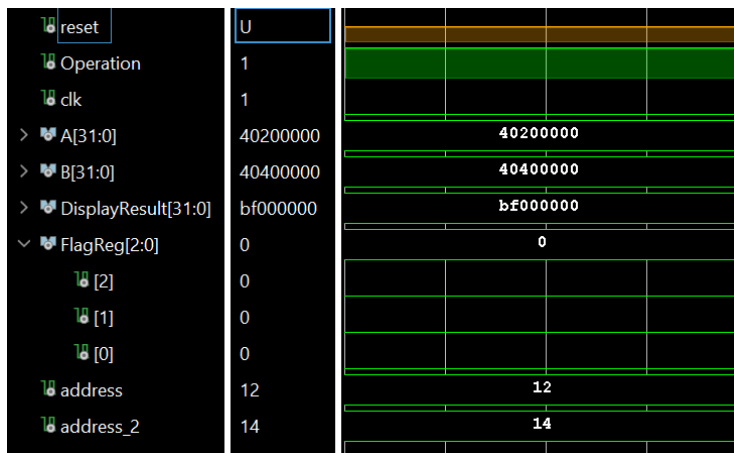 reset U
Operation 1
clk 1
A[31:0] 40200000 40200000
B[31:0] 40400000 40400000
DisplayResult[31:0] bf000000 bf000000
FlagReg[2:0] 0 0
[2] 0
[1] 0
[0] 0
address 12 12
address_2 14 14